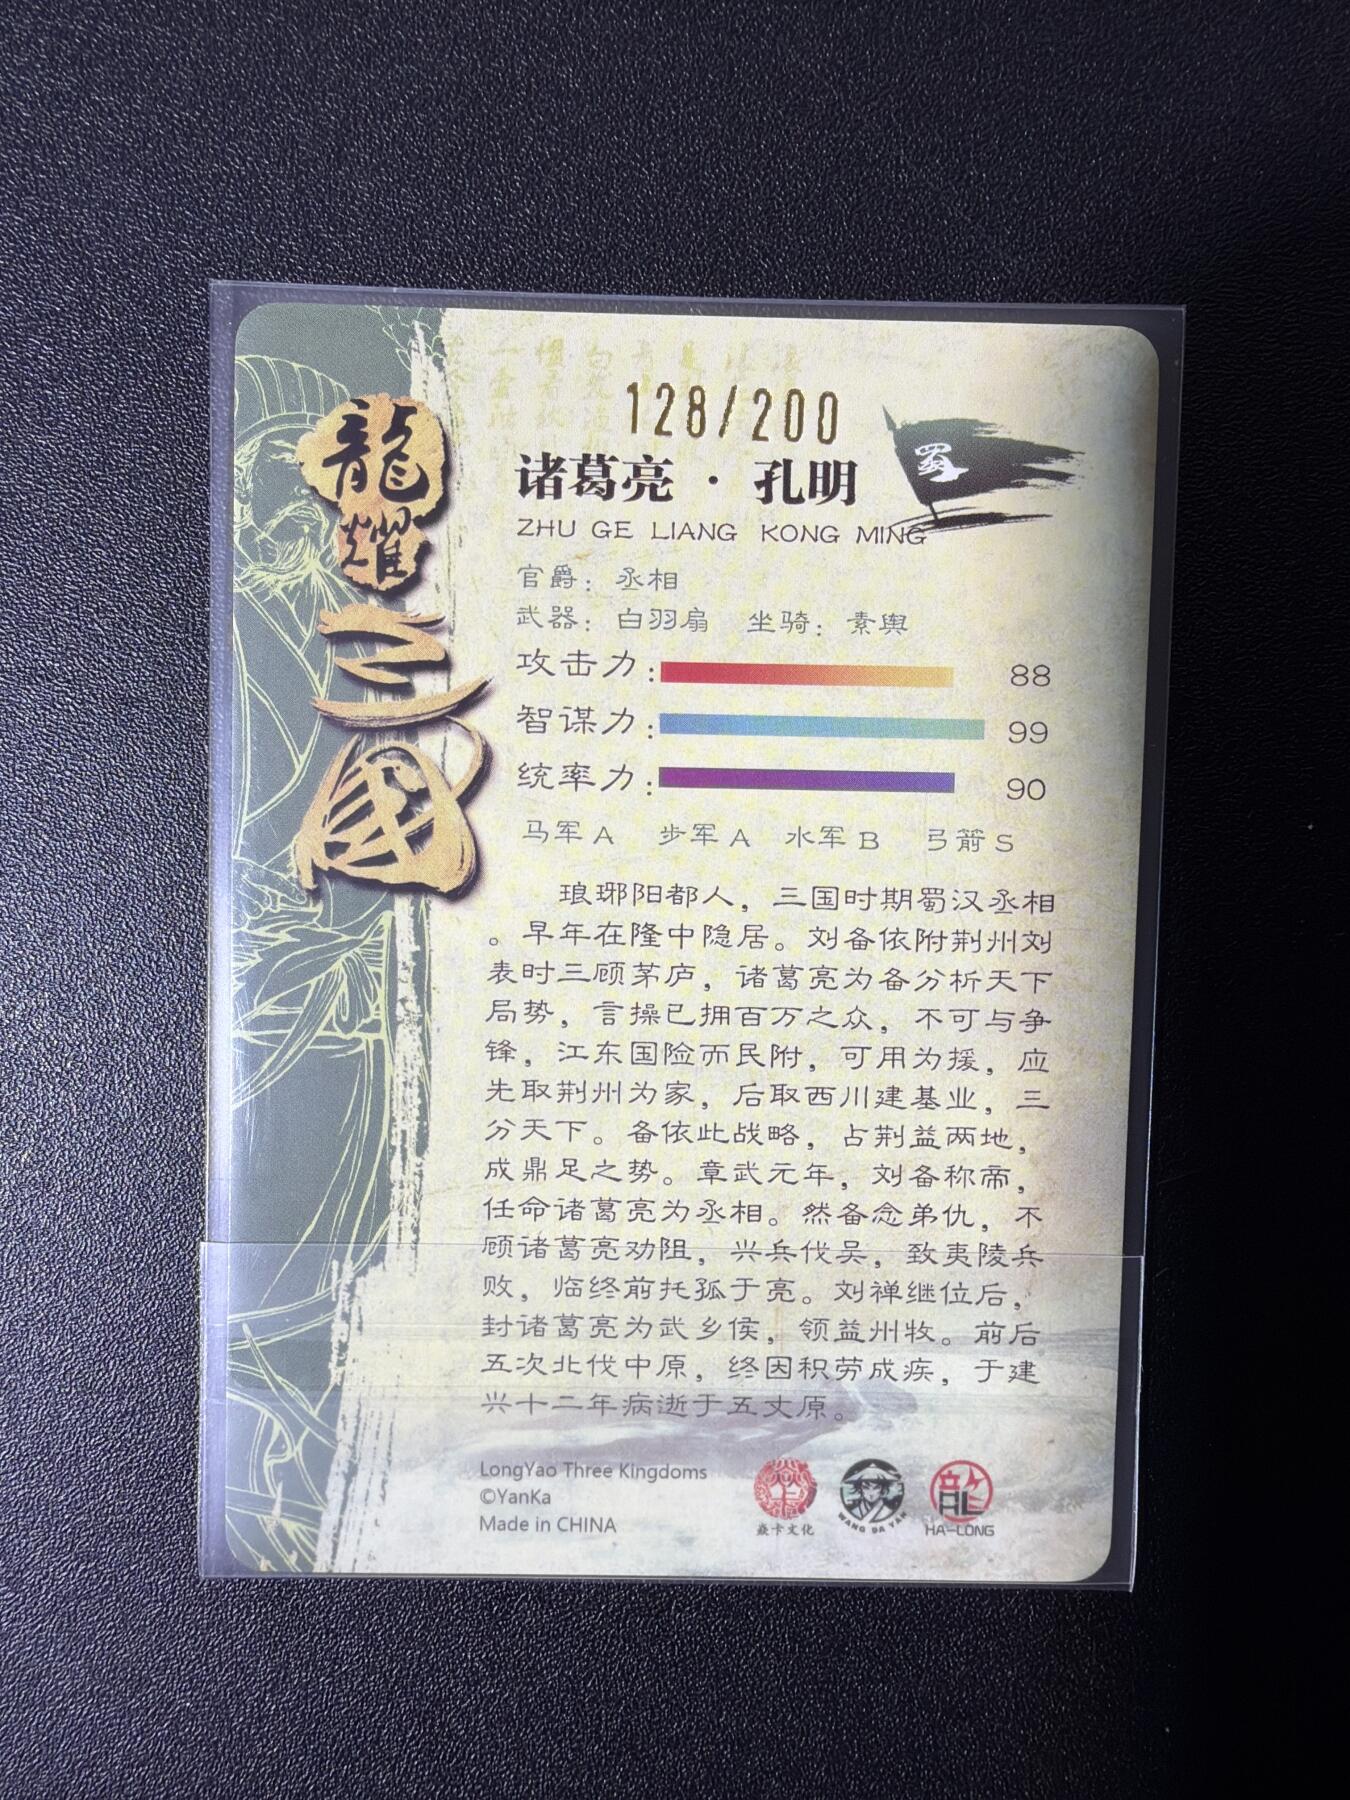 龍耀三國
128/200
诸葛亮 · 孔明
蜀
ZHU GE LIANG KONG MING
官爵：丞相
武器：白羽扇 坐骑：素舆
攻击力： 88
智谋力： 99
统率力： 90
马军 A 步军 A 水军 B 弓箭 S
琅琊阳都人，三国时期蜀汉丞相
。早年在隆中隐居。刘备依附荆州刘
表时三顾茅庐，诸葛亮为备分析天下
局势，言操已拥百万之众，不可与争
锋，江东国险而民附，可用为援，应
先取荆州为家，后取西川建基业，三
分天下。备依此战略，占荆益两地，
成鼎足之势。章武元年，刘备称帝，
任命诸葛亮为丞相。然备念弟仇，不
顾诸葛亮劝阻，兴兵伐吴，致夷陵兵
败，临终前托孤于亮。刘禅继位后，
封诸葛亮为武乡侯，领益州牧。前后
五次北伐中原，终因积劳成疾，于建
兴十二年病逝于五丈原。
LongYao Three Kingdoms
©YanKa
Made in CHINA
焱卡文化
WANG DA YAN
HA-LONG